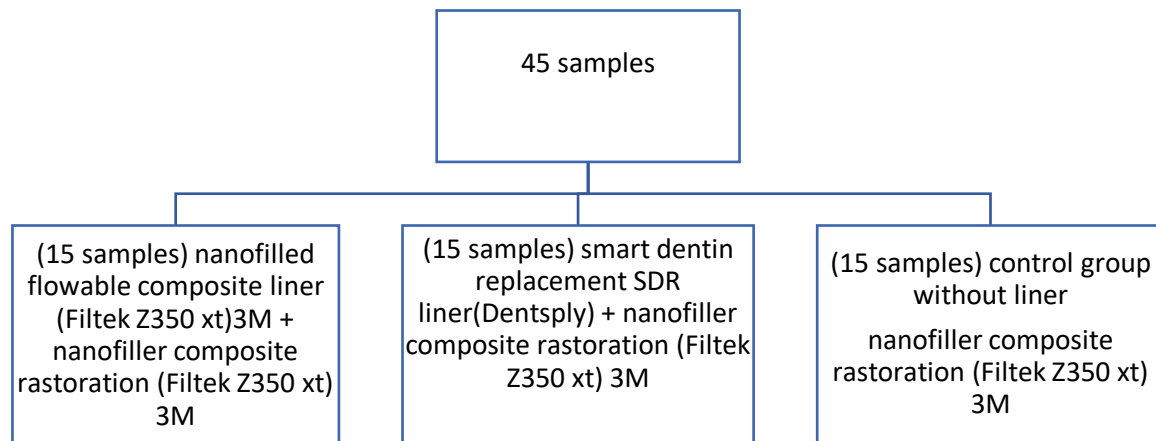 45 samples
(15 samples) nanofilled
flowable composite liner
(Filtek Z350 xt)3M +
nanofiller composite
rastoration (Filtek Z350 xt)
3M
(15 samples) smart dentin
replacement SDR
liner(Dentsply) + nanofiller
composite rastoration (Filtek
Z350 xt) 3M
(15 samples) control group
without liner
nanofiller composite
rastoration (Filtek Z350 xt)
3M